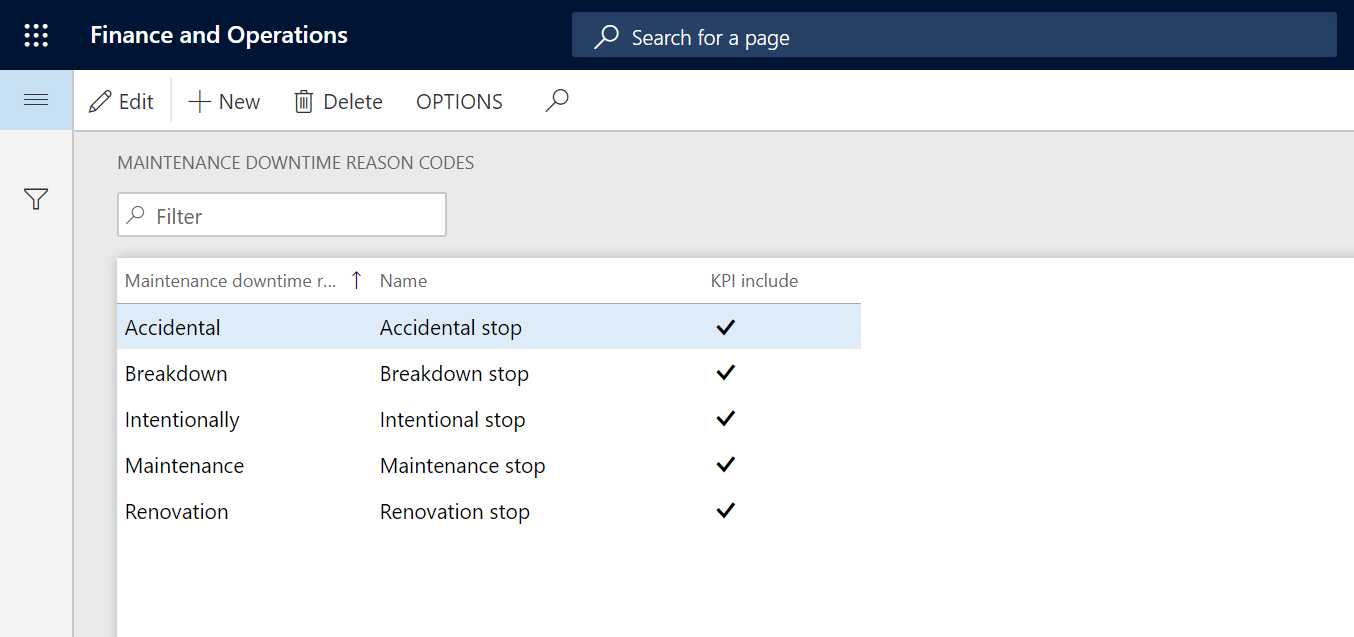 Finance and Operations
Search for a page
Edit New Delete OPTIONS
MAINTENANCE DOWNTIME REASON CODES
Filter
Maintenance downtime r... Name KPI include
Accidental Accidental stop
Breakdown Breakdown stop
Intentionally Intentional stop
Maintenance Maintenance stop
Renovation Renovation stop